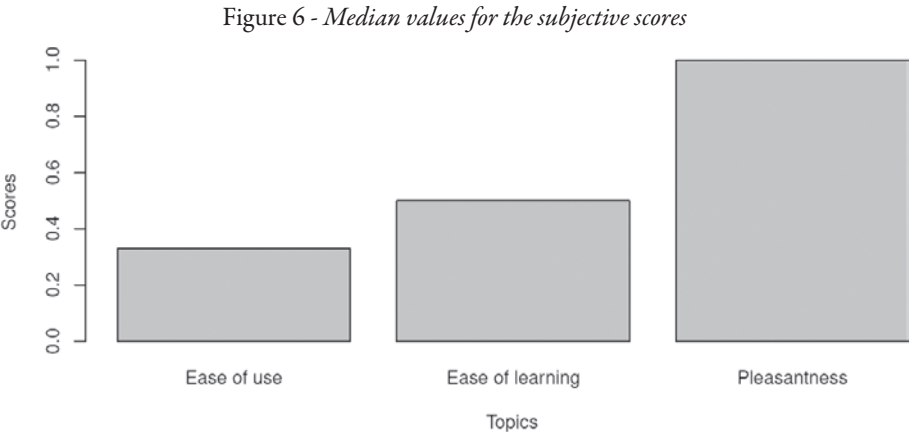 Figure 6 - Median values for the subjective scores
1.0
0.8
0.6
0.4
0.2
0.0
Scores
Ease of use Ease of learning Pleasantness
Topics